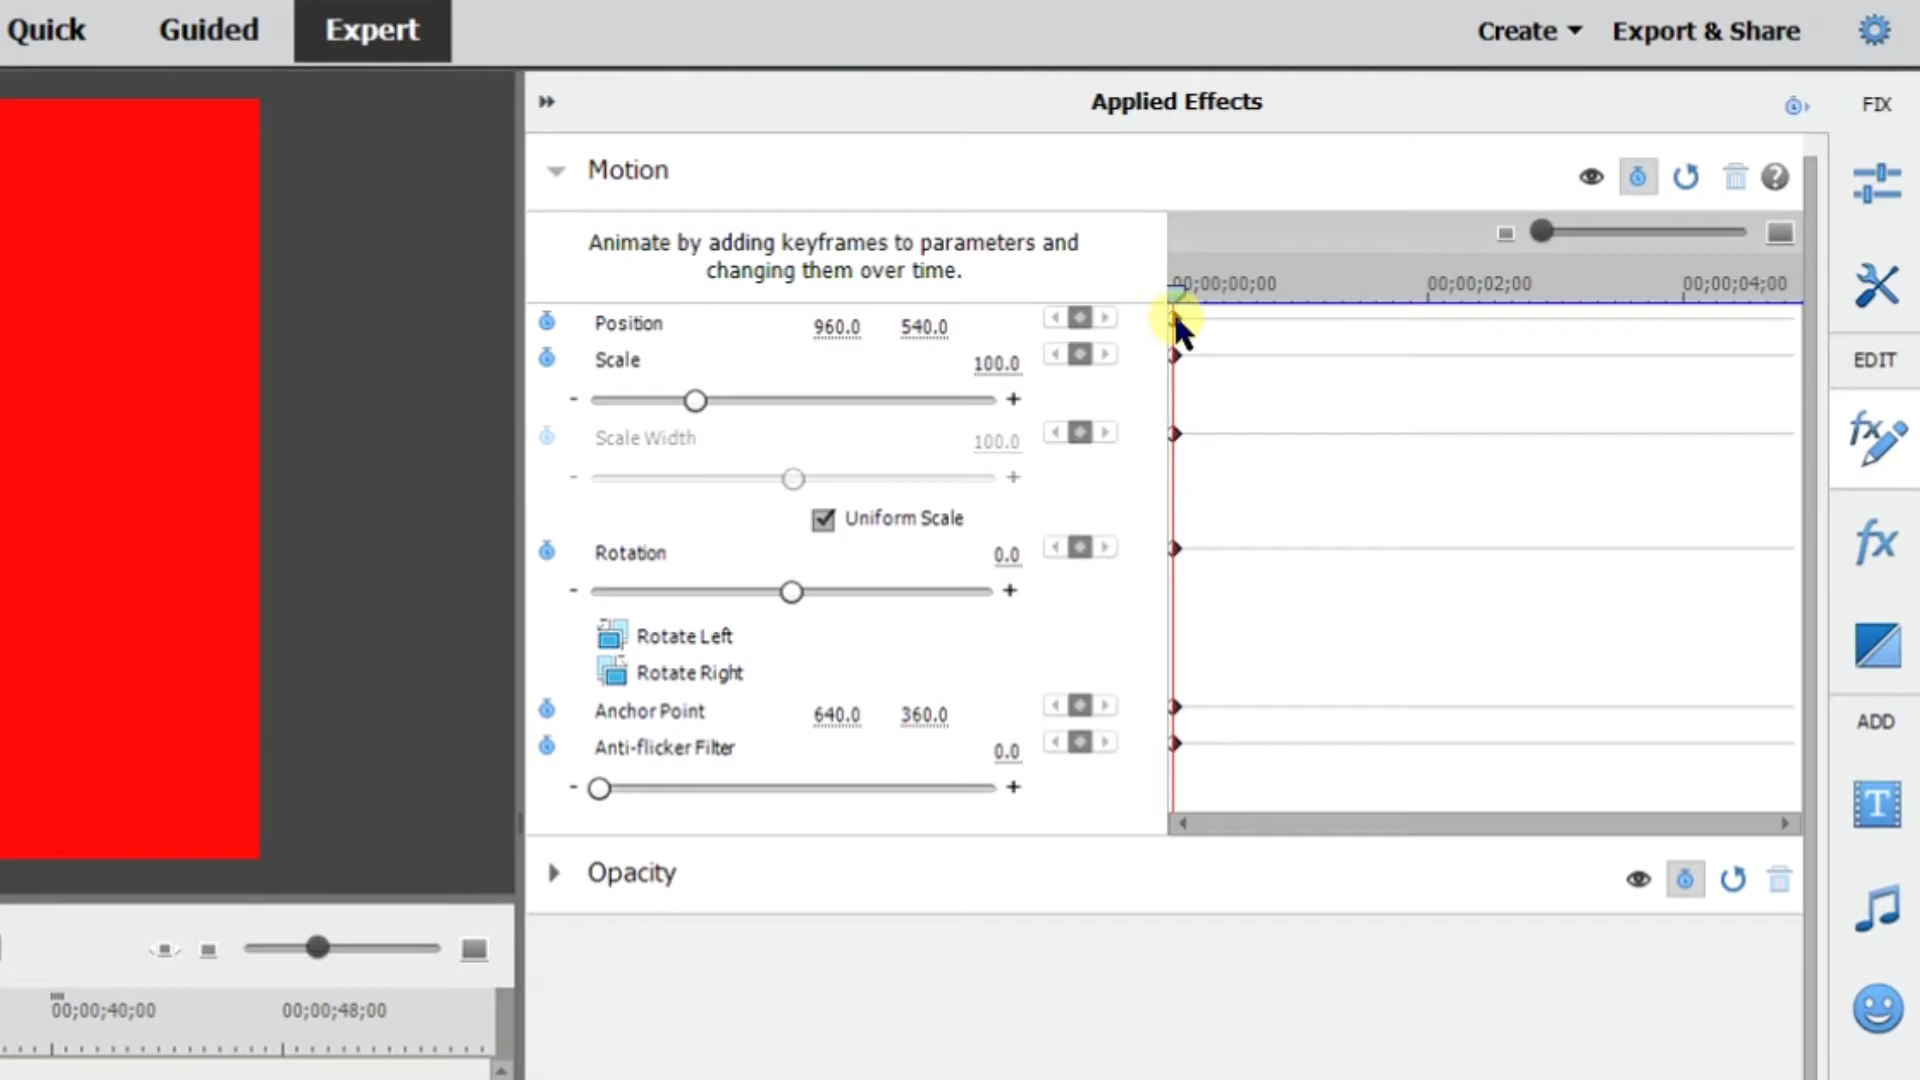 Quick Guided Expert Create Export & Share
Applied Effects
FIX
Motion
?
Animate by adding keyframes to parameters and
changing them over time.
00;00;00;00 00;00;02;00 00;00;04;00
Position 960.0 540.0
Scale 100.0
- +
Scale Width 100.0
- +
Uniform Scale
Rotation 0.0
- +
Rotate Left
Rotate Right
Anchor Point 640.0 360.0
Anti-flicker Filter 0.0
- +
Opacity
EDIT
fx
fx
ADD
T
00;00;40;00 00;00;48;00